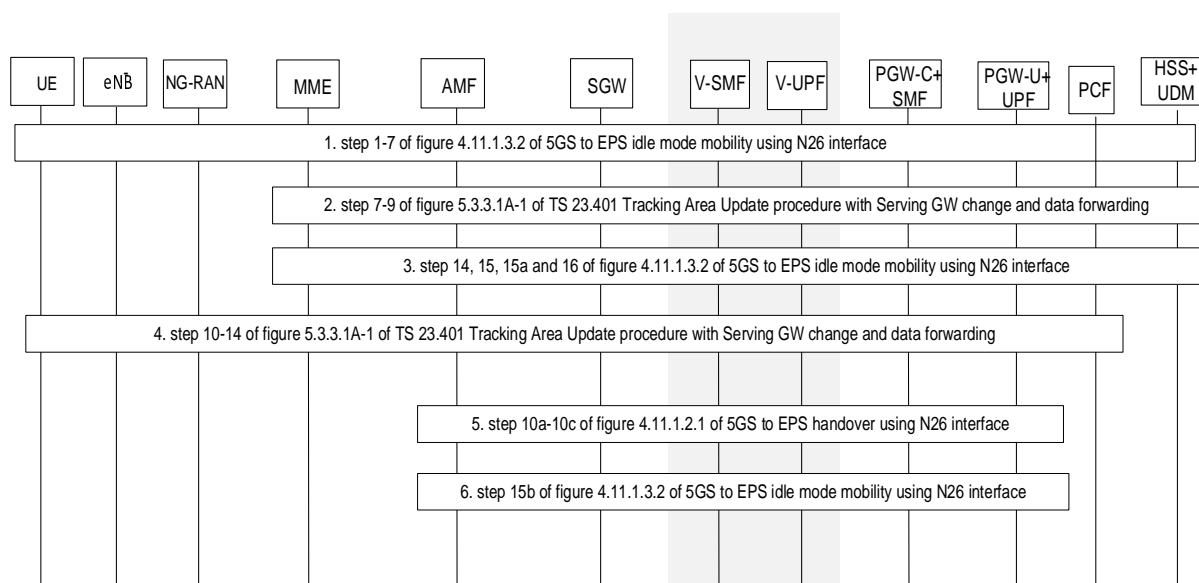 UE
eNB
NG-RAN
MME
AMF
SGW
V-SMF
V-UPF
PGW-C+
SMF
PGW-U+
UPF
PCF
HSS+
UDM
1. step 1-7 of figure 4.11.1.3.2 of 5GS to EPS idle mode mobility using N26 interface
2. step 7-9 of figure 5.3.3.1A-1 of TS 23.401 Tracking Area Update procedure with Serving GW change and data forwarding
3. step 14, 15, 15a and 16 of figure 4.11.1.3.2 of 5GS to EPS idle mode mobility using N26 interface
4. step 10-14 of figure 5.3.3.1A-1 of TS 23.401 Tracking Area Update procedure with Serving GW change and data forwarding
5. step 10a-10c of figure 4.11.1.2.1 of 5GS to EPS handover using N26 interface
6. step 15b of figure 4.11.1.3.2 of 5GS to EPS idle mode mobility using N26 interface